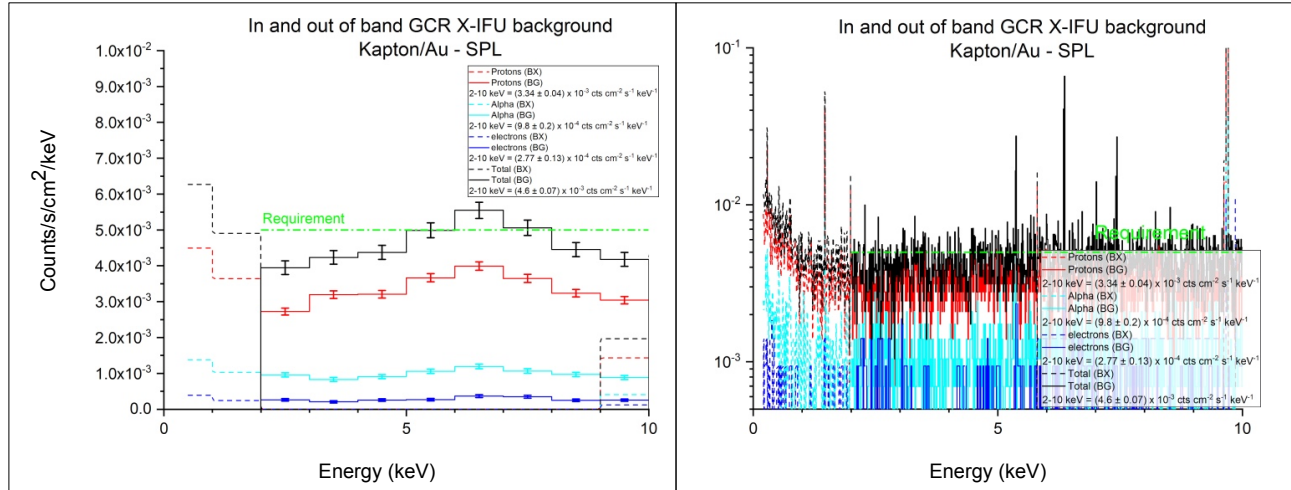 In and out of band GCR X-IFU background
Kapton/Au - SPL
1.0x10⁻²
9.0x10⁻³
8.0x10⁻³
7.0x10⁻³
6.0x10⁻³
5.0x10⁻³
4.0x10⁻³
3.0x10⁻³
2.0x10⁻³
1.0x10⁻³
0.0
Counts/s/cm²/keV
Protons (BX)
Protons (BG)
2-10 keV = (3.34 ± 0.04) x 10⁻³ cts cm⁻² s⁻¹ keV⁻¹
Alpha (BX)
Alpha (BG)
2-10 keV = (9.8 ± 0.2) x 10⁻⁴ cts cm⁻² s⁻¹ keV⁻¹
electrons (BX)
electrons (BG)
2-10 keV = (2.77 ± 0.13) x 10⁻⁴ cts cm⁻² s⁻¹ keV⁻¹
Total (BX)
Total (BG)
2-10 keV = (4.6 ± 0.07) x 10⁻³ cts cm⁻² s⁻¹ keV⁻¹
Requirement
0
5
10
Energy (keV)
In and out of band GCR X-IFU background
Kapton/Au - SPL
10⁻¹
10⁻²
10⁻³
Requirement
Protons (BX)
Protons (BG)
2-10 keV = (3.34 ± 0.04) x 10⁻³ cts cm⁻² s⁻¹ keV⁻¹
Alpha (BX)
Alpha (BG)
2-10 keV = (9.8 ± 0.2) x 10⁻⁴ cts cm⁻² s⁻¹ keV⁻¹
electrons (BX)
electrons (BG)
2-10 keV = (2.77 ± 0.13) x 10⁻⁴ cts cm⁻² s⁻¹ keV⁻¹
Total (BX)
Total (BG)
2-10 keV = (4.6 ± 0.07) x 10⁻³ cts cm⁻² s⁻¹ keV⁻¹
0
5
10
Energy (keV)